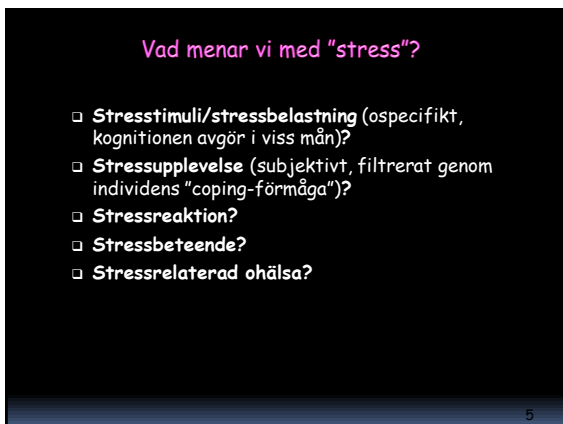 Vad menar vi med ”stress”?
❑ Stresstimuli/stressbelastning (ospecifikt,
kognitionen avgör i viss mån)?
❑ Stressupplevelse (subjektivt, filtrerat genom
individens ”coping-förmåga”)?
❑ Stressreaktion?
❑ Stressbeteende?
❑ Stressrelaterad ohälsa?
5